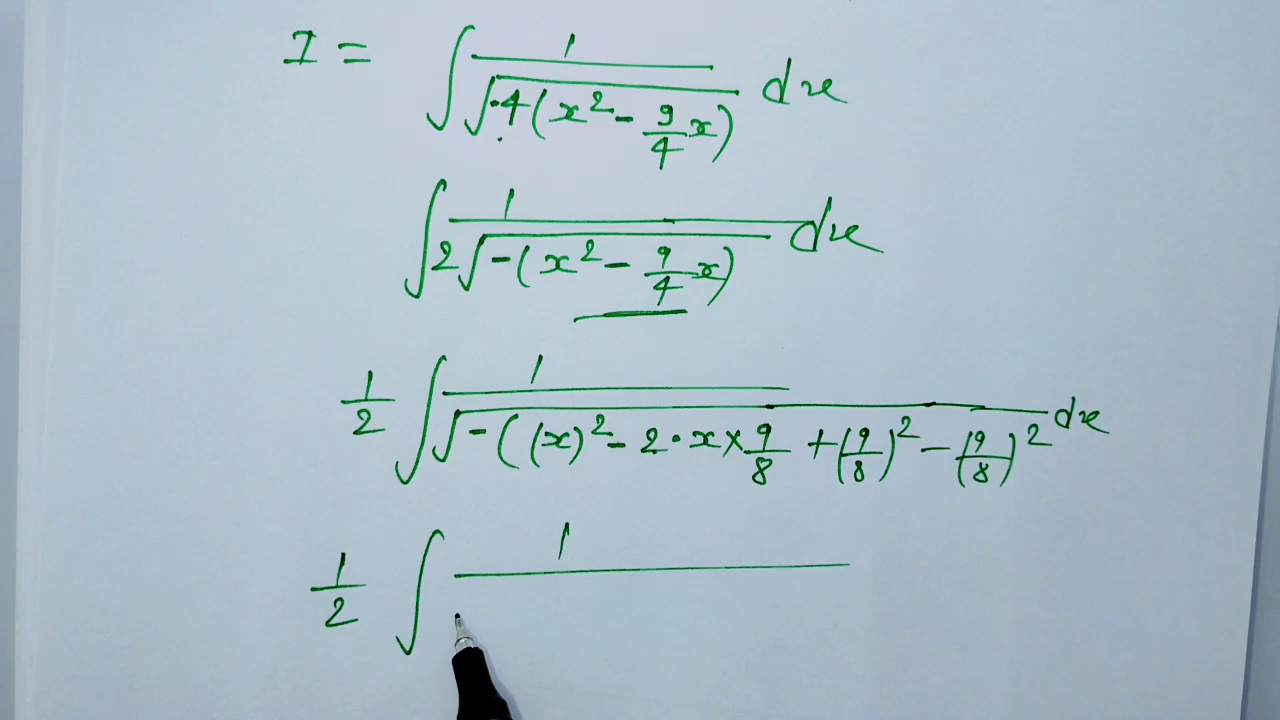 I = ∫ 1/√(-4(x² - 9/4 x)) dx
∫ 1/(2√(-(x² - 9/4 x))) dx
1/2 ∫ 1/√(-((x)² - 2·x×9/8 + (9/8)² - (9/8)²) dx
1/2 ∫ 1/